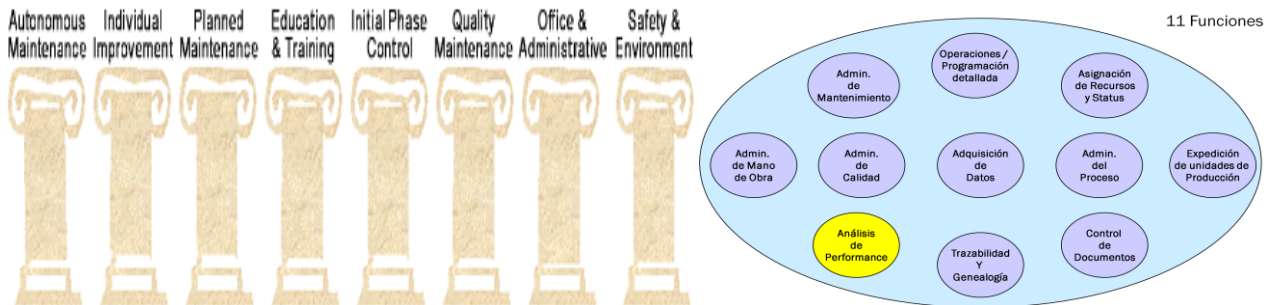 Autonomous
Maintenance
Individual
Improvement
Planned
Maintenance
Education
& Training
Initial Phase
Control
Quality
Maintenance
Office &
Administrative
Safety &
Environment
11 Funciones
Operaciones /
Programación
detallada
Admin.
de
Mantenimiento
Asignación
de Recursos
y Status
Admin.
de Mano
de Obra
Admin.
de
Calidad
Adquisición
de
Datos
Admin.
del
Proceso
Expedición
de unidades de
Producción
Análisis
de
Performance
Trazabilidad
Y
Genealogía
Control
de
Documentos